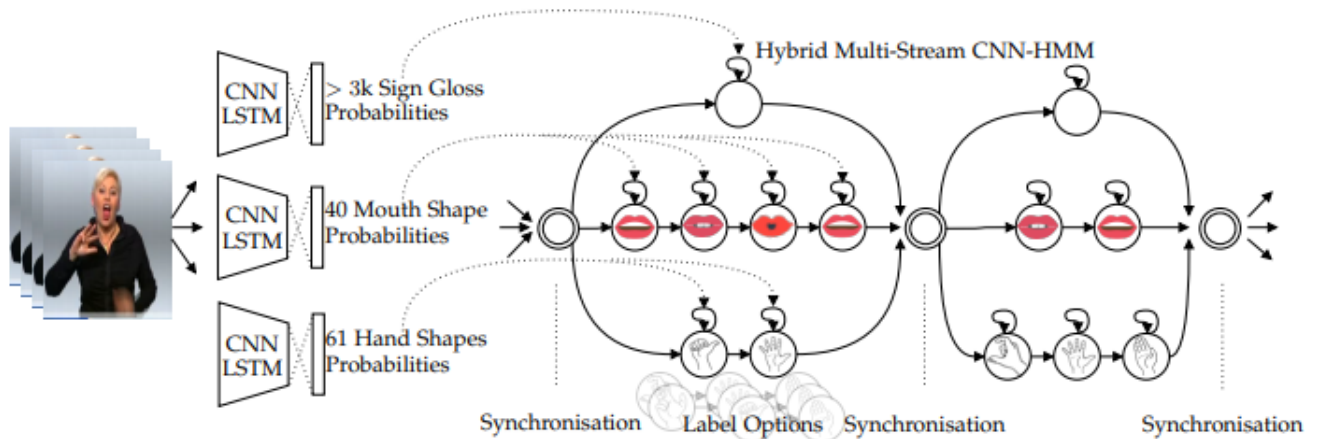 Hybrid Multi-Stream CNN-HMM
CNN
LSTM
> 3k Sign Gloss
Probabilities
CNN
LSTM
40 Mouth Shape
Probabilities
CNN
LSTM
61 Hand Shapes
Probabilities
Synchronisation
Label Options
Synchronisation
Synchronisation